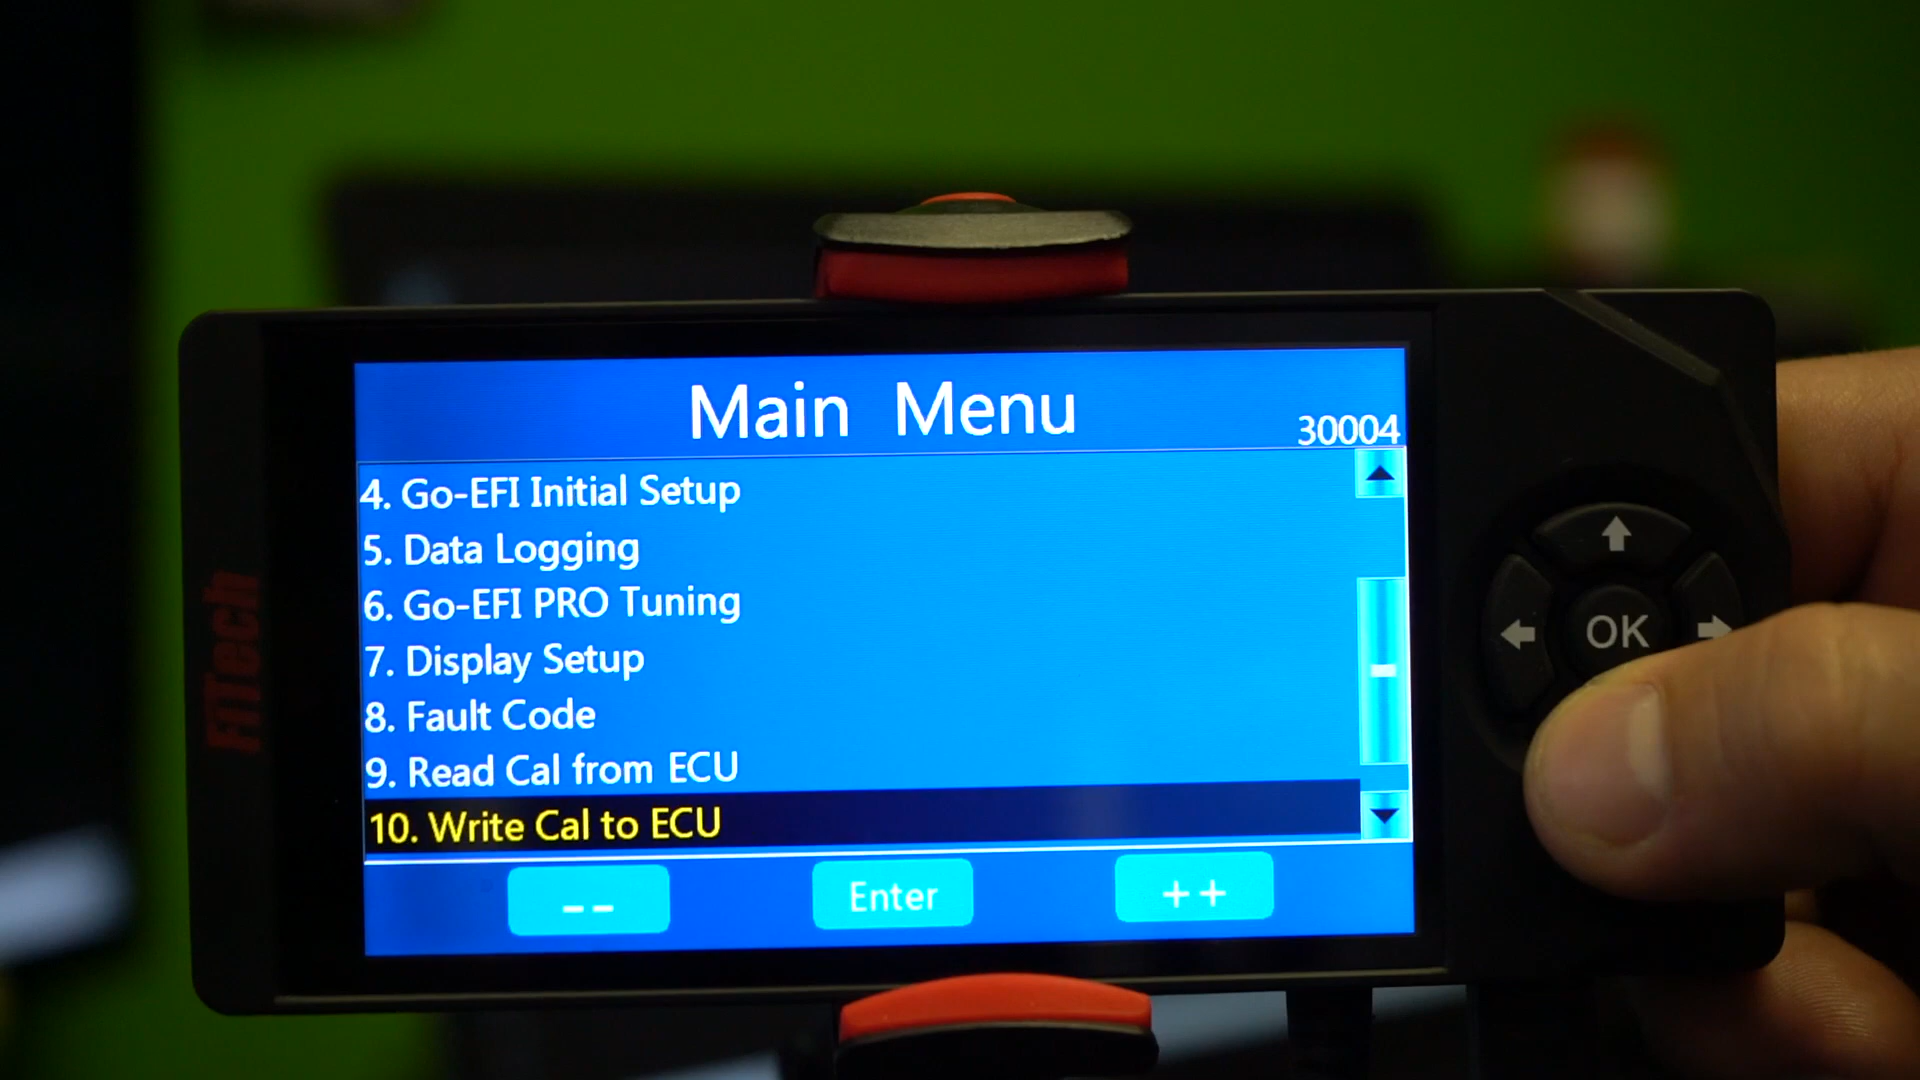 Main Menu
30004
4. Go-EFI Initial Setup
5. Data Logging
6. Go-EFI PRO Tuning
7. Display Setup
8. Fault Code
9. Read Cal from ECU
10. Write Cal to ECU
-- Enter ++
OK
FiTech